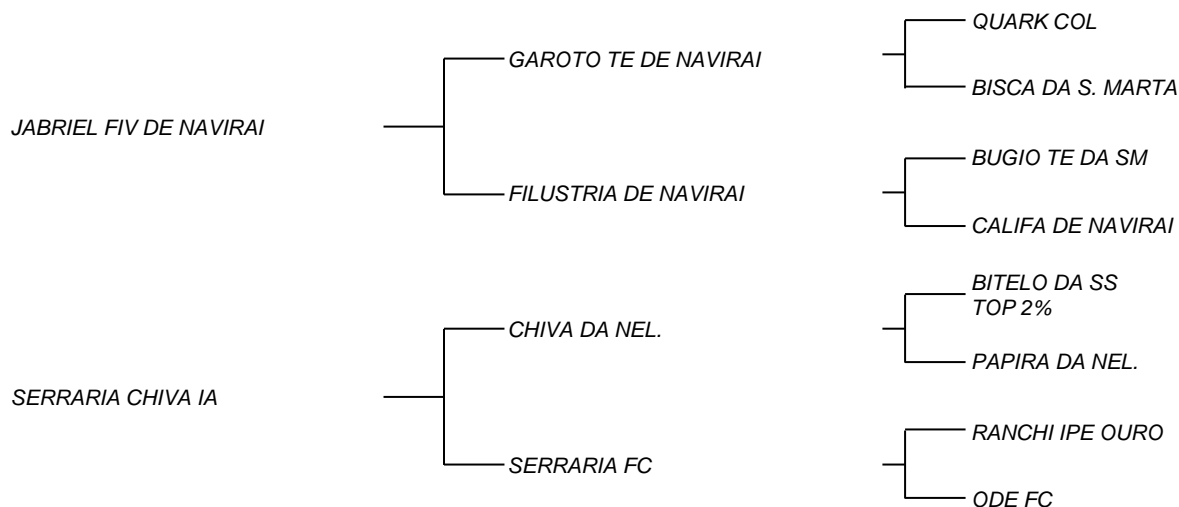 QUARK COL
GAROTO TE DE NAVIRAI
BISCA DA S. MARTA
JABRIEL FIV DE NAVIRAI
BUGIO TE DA SM
FILUSTRIA DE NAVIRAI
CALIFA DE NAVIRAI
BITELO DA SS
TOP 2%
CHIVA DA NEL.
PAPIRA DA NEL.
SERRARIA CHIVA IA
RANCHI IPE OURO
SERRARIA FC
ODE FC